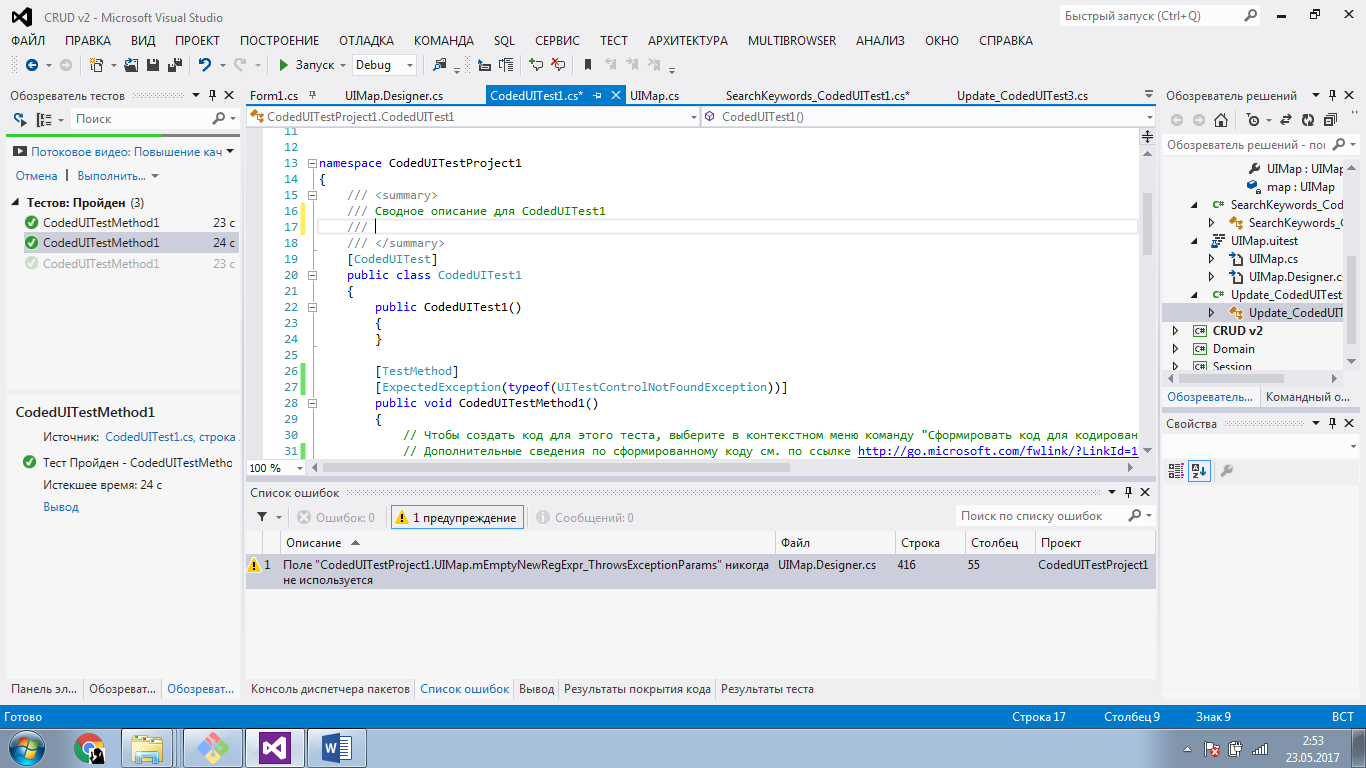 CRUD v2 - Microsoft Visual Studio
Быстрый запуск (Ctrl+Q)
ФАЙЛ ПРАВКА ВИД ПРОЕКТ ПОСТРОЕНИЕ ОТЛАДКА КОМАНДА SQL СЕРВИС ТЕСТ АРХИТЕКТУРА MULTIBROWSER АНАЛИЗ ОКНО СПРАВКА
Запуск Debug
Обозреватель тестов
Поиск
Потоковое видео: Повышение кач
Отмена | Выполнить...
Тестов: Пройден (3)
CodedUITestMethod1 23 с
CodedUITestMethod1 24 с
CodedUITestMethod1 23 с
CodedUITestMethod1
Источник: CodedUITest1.cs, строка
Тест Пройден - CodedUITestMetho
Истекшее время: 24 с
Вывод
Панель эл... Обозреват... Обозреват...
Form1.cs UIMap.Designer.cs CodedUITest1.cs* UIMap.cs SearchKeywords_CodedUITest1.cs* Update_CodedUITest3.cs
CodedUITestProject1.CodedUITest1 CodedUITest1()
11
12
13 namespace CodedUITestProject1
14 {
15 /// <summary>
16 /// Сводное описание для CodedUITest1
17 ///
18 /// </summary>
19 [CodedUITest]
20 public class CodedUITest1
21 {
22 public CodedUITest1()
23 {
24 }
25
26 [TestMethod]
27 [ExpectedException(typeof(UITestControlNotFoundException))]
28 public void CodedUITestMethod1()
29 {
30 // Чтобы создать код для этого теста, выберите в контекстном меню команду "Сформировать код для кодирован
31 // Дополнительные сведения по сформированному коду см. по ссылке http://go.microsoft.com/fwlink/?LinkId=1
100 %
Список ошибок
Ошибок: 0 1 предупреждение Сообщений: 0 Поиск по списку ошибок
Описание Файл Строка Столбец Проект
1 Поле "CodedUITestProject1.UIMap.mEmptyNewRegExpr_ThrowsExceptionParams" никогда UIMap.Designer.cs 416 55 CodedUITestProject1
не используется
Консоль диспетчера пакетов Список ошибок Вывод Результаты покрытия кода Результаты теста
Обозреватель решений
Обозреватель решений - пои
UIMap : UIMap
map : UIMap
SearchKeywords_Cod
SearchKeywords_C
UIMap.uitest
UIMap.cs
UIMap.Designer.c
Update_CodedUITest
Update_CodedUIT
CRUD v2
Domain
Session
Обозреватель... Командный о...
Свойства
Готово Строка 17 Столбец 9 Знак 9 ВСТ
2:53
23.05.2017